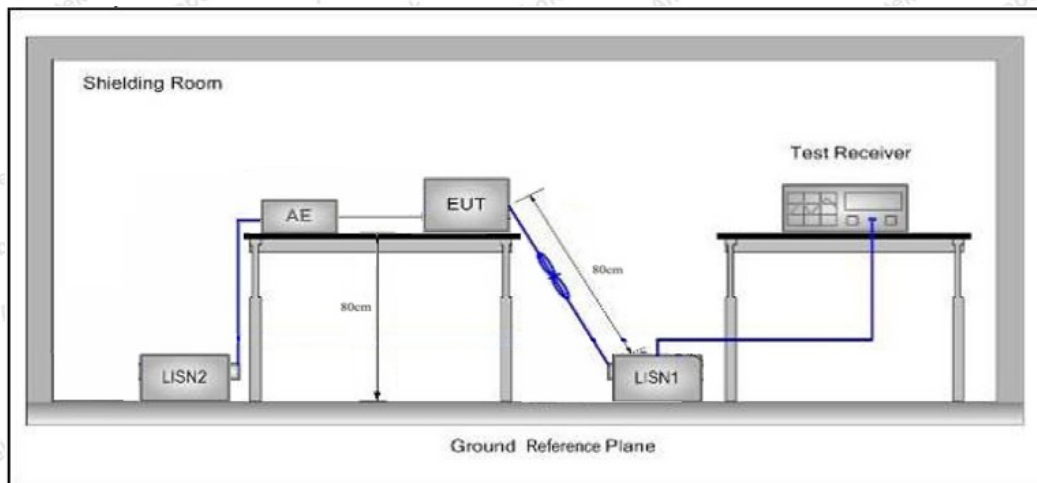 Shielding Room
Test Receiver
AE
EUT
80cm
80cm
LISN2
LISN1
Ground Reference Plane